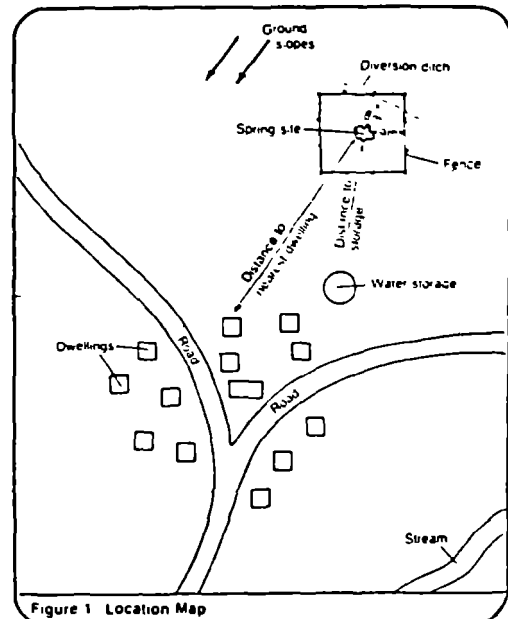 Ground
slopes
Diversion ditch
Spring site
Fence
Distance to
nearest dwelling
Distance to
storage
Water storage
Dwellings
Road
Road
Stream
Figure 1 Location Map